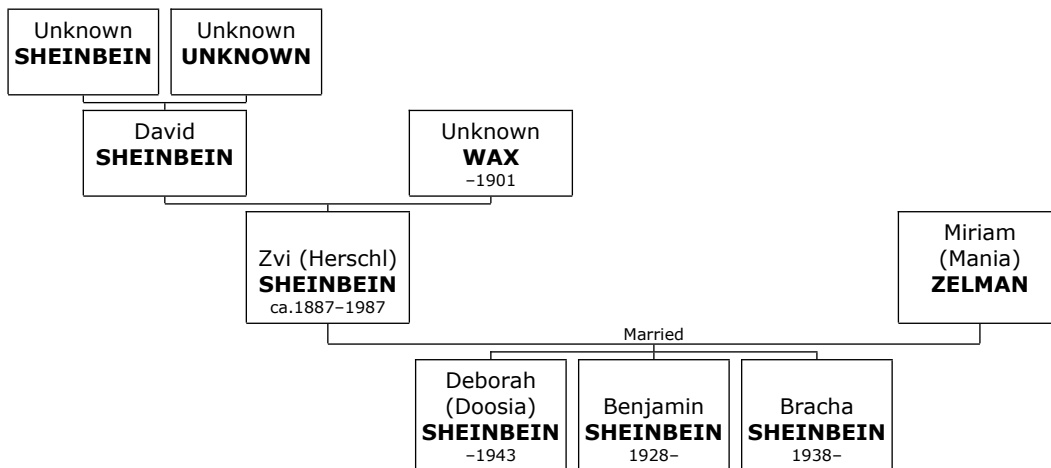 Unknown
SHEINBEIN
Unknown
UNKNOWN
David
SHEINBEIN
Unknown
WAX
–1901
Zvi (Herschl)
SHEINBEIN
ca.1887–1987
Miriam
(Mania)
ZELMAN
Married
Deborah
(Doosia)
SHEINBEIN
–1943
Benjamin
SHEINBEIN
1928–
Bracha
SHEINBEIN
1938–